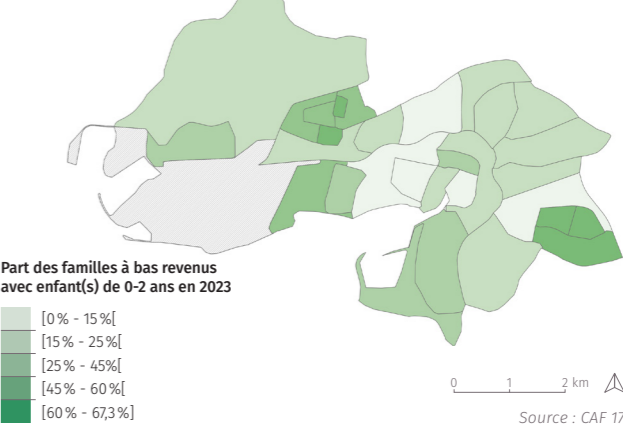 Part des familles à bas revenus
avec enfant(s) de 0-2 ans en 2023
[0 % - 15 %[
[15 % - 25 %[
[25 % - 45%[
[45 % - 60 %[
[60 % - 67,3 %]
0 1 2 km
Source : CAF 17